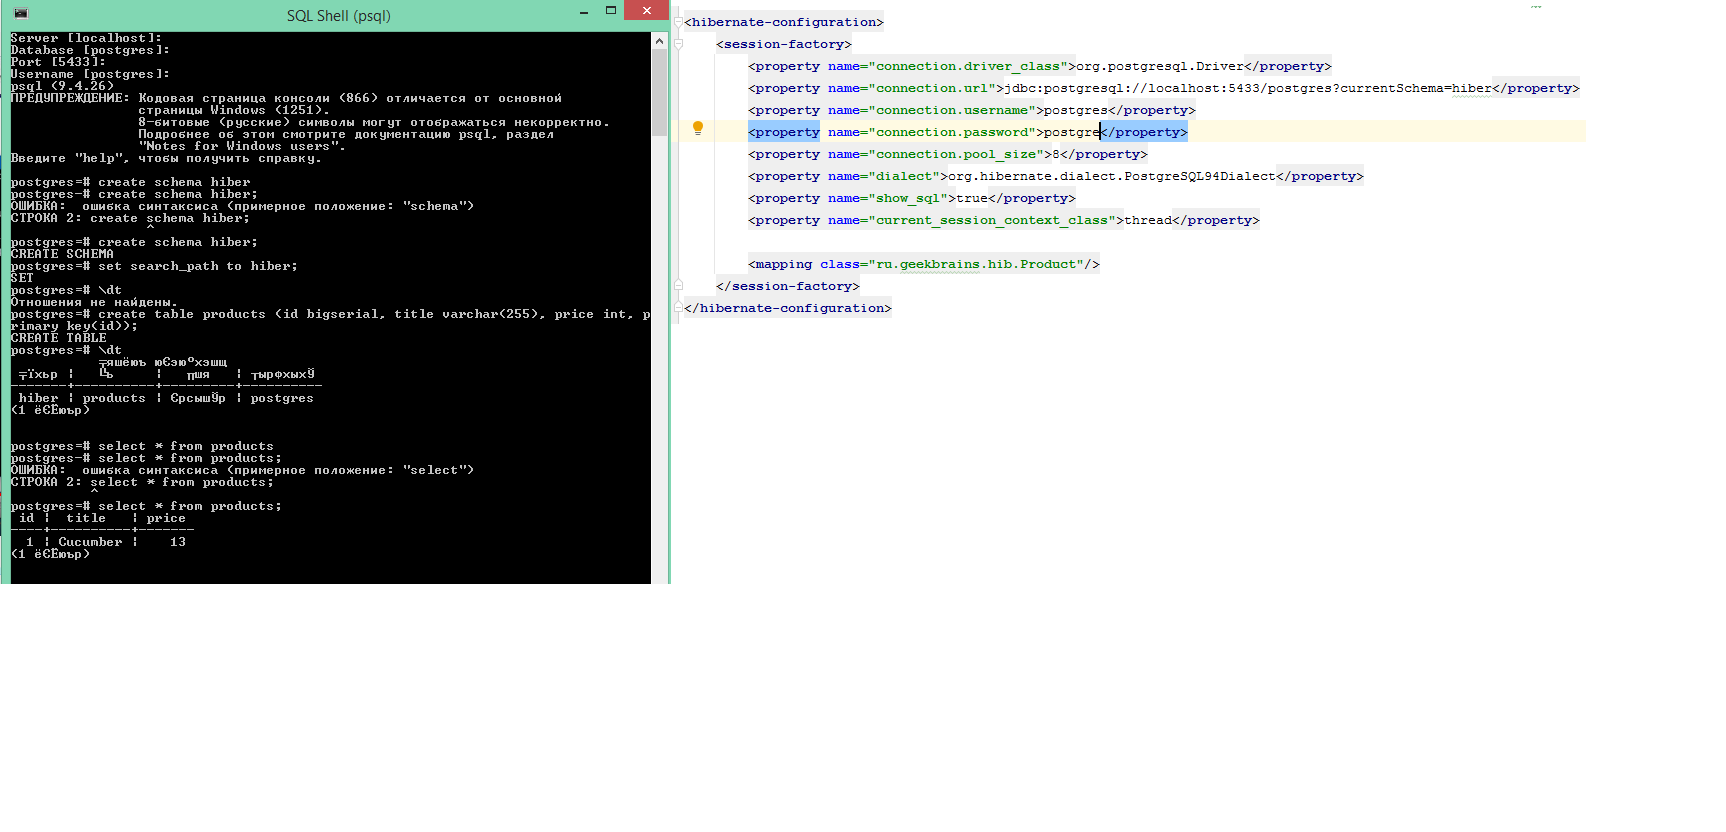 SQL Shell (psql)
Server [localhost]:
Database [postgres]:
Port [5433]:
Username [postgres]:
psql (9.4.26)
ПРЕДУПРЕЖДЕНИЕ: Кодовая страница консоли (866) отличается от основной
страницы Windows (1251).
8-битовые (русские) символы могут отображаться некорректно.
Подробнее об этом смотрите документацию psql, раздел
"Notes for Windows users".
Введите "help", чтобы получить справку.
postgres=# create schema hiber
postgres-# create schema hiber;
ОШИБКА:  ошибка синтаксиса (примерное положение: "schema")
СТРОКА 2: create schema hiber;
^
postgres=# create schema hiber;
CREATE SCHEMA
postgres=# set search_path to hiber;
SET
postgres=# \dt
Отношения не найдены.
postgres=# create table products (id bigserial, title varchar(255), price int, p
rimary key(id));
CREATE TABLE
postgres=# \dt
╤яшёюъ юЄэю°хэшщ
╤їхьр ¦ ╚ь  ¦ ╥шя ¦ ┬ырфхыхЎ
-------+----------+---------+----------
hiber ¦ products ¦ ЄрсышЎр ¦ postgres
(1 ёЄЁюър)
postgres=# select * from products
postgres-# select * from products;
ОШИБКА:  ошибка синтаксиса (примерное положение: "select")
СТРОКА 2: select * from products;
^
postgres=# select * from products;
id ¦ title ¦ price
----+----------+-------
1 ¦ Cucumber ¦ 13
(1 ёЄЁюър)
<hibernate-configuration>
<session-factory>
<property name="connection.driver_class">org.postgresql.Driver</property>
<property name="connection.url">jdbc:postgresql://localhost:5433/postgres?currentSchema=hiber</property>
<property name="connection.username">postgres</property>
<property name="connection.password">postgre</property>
<property name="connection.pool_size">8</property>
<property name="dialect">org.hibernate.dialect.PostgreSQL94Dialect</property>
<property name="show_sql">true</property>
<property name="current_session_context_class">thread</property>
<mapping class="ru.geekbrains.hib.Product"/>
</session-factory>
</hibernate-configuration>